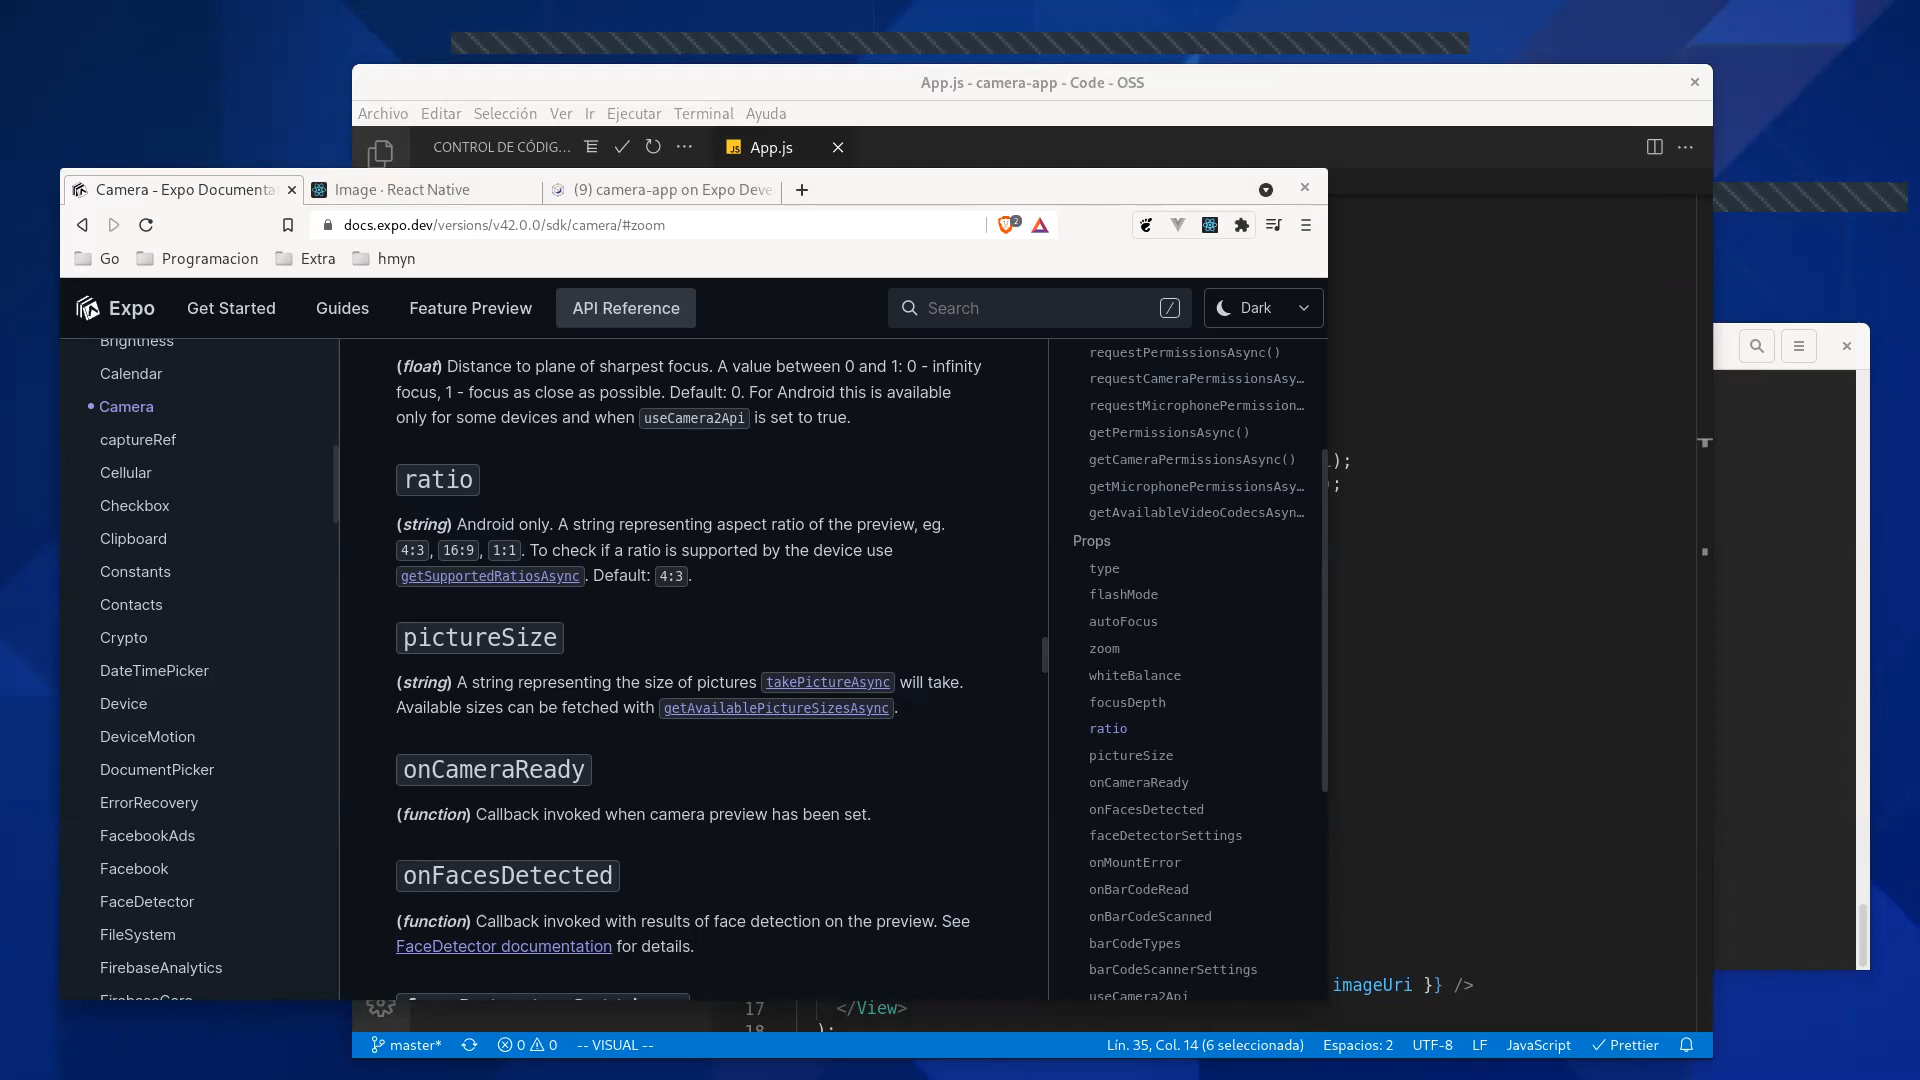 App.js - camera-app - Code - OSS
Archivo Editar Selección Ver Ir Ejecutar Terminal Ayuda
CONTROL DE CÓDIG...
App.js
Camera - Expo Documenta
Image · React Native
(9) camera-app on Expo Deve
docs.expo.dev/versions/v42.0.0/sdk/camera/#zoom
2
Go Programacion Extra hmyn
Expo Get Started Guides Feature Preview API Reference Search / Dark
Brightness
Calendar
Camera
captureRef
Cellular
Checkbox
Clipboard
Constants
Contacts
Crypto
DateTimePicker
Device
DeviceMotion
DocumentPicker
ErrorRecovery
FacebookAds
Facebook
FaceDetector
FileSystem
FirebaseAnalytics
FirebaseCore
(float) Distance to plane of sharpest focus. A value between 0 and 1: 0 - infinity
focus, 1 - focus as close as possible. Default: 0. For Android this is available
only for some devices and when useCamera2Api is set to true.
ratio
(string) Android only. A string representing aspect ratio of the preview, eg.
4:3, 16:9, 1:1. To check if a ratio is supported by the device use
getSupportedRatiosAsync. Default: 4:3.
pictureSize
(string) A string representing the size of pictures takePictureAsync will take.
Available sizes can be fetched with getAvailablePictureSizesAsync.
onCameraReady
(function) Callback invoked when camera preview has been set.
onFacesDetected
(function) Callback invoked with results of face detection on the preview. See
FaceDetector documentation for details.
requestPermissionsAsync()
requestCameraPermissionsAsy…
requestMicrophonePermission…
getPermissionsAsync()
getCameraPermissionsAsync()
getMicrophonePermissionsAsy…
getAvailableVideoCodecsAsyn…
Props
type
flashMode
autoFocus
zoom
whiteBalance
focusDepth
ratio
pictureSize
onCameraReady
onFacesDetected
faceDetectorSettings
onMountError
onBarCodeRead
onBarCodeScanned
barCodeTypes
barCodeScannerSettings
useCamera2Api
);
;
imageUri }} />
17 </View>
18 );
master* 0 0 -- VISUAL -- Lín. 35, Col. 14 (6 seleccionada) Espacios: 2 UTF-8 LF JavaScript Prettier